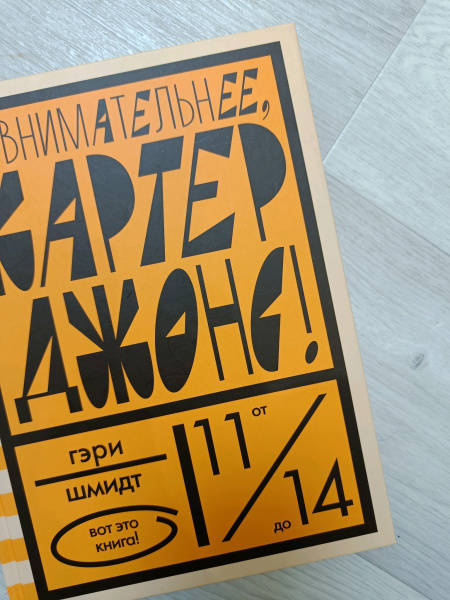 ВНИМАТЕЛЬНЕЕ,
КАРТЕР
ДЖОНС!
гэри
шмидт
вот это
книга!
11 от
до 14